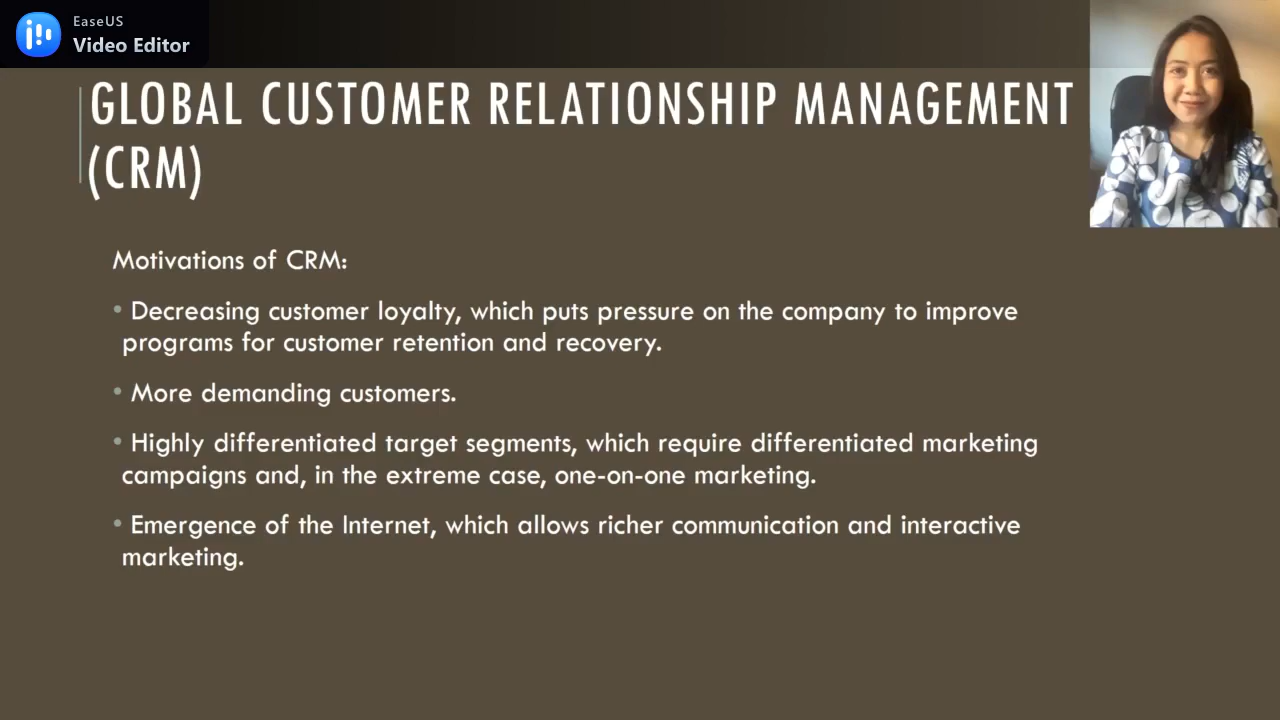 EaseUS
Video Editor
GLOBAL CUSTOMER RELATIONSHIP MANAGEMENT
(CRM)
Motivations of CRM:
• Decreasing customer loyalty, which puts pressure on the company to improve
programs for customer retention and recovery.
• More demanding customers.
• Highly differentiated target segments, which require differentiated marketing
campaigns and, in the extreme case, one-on-one marketing.
• Emergence of the Internet, which allows richer communication and interactive
marketing.